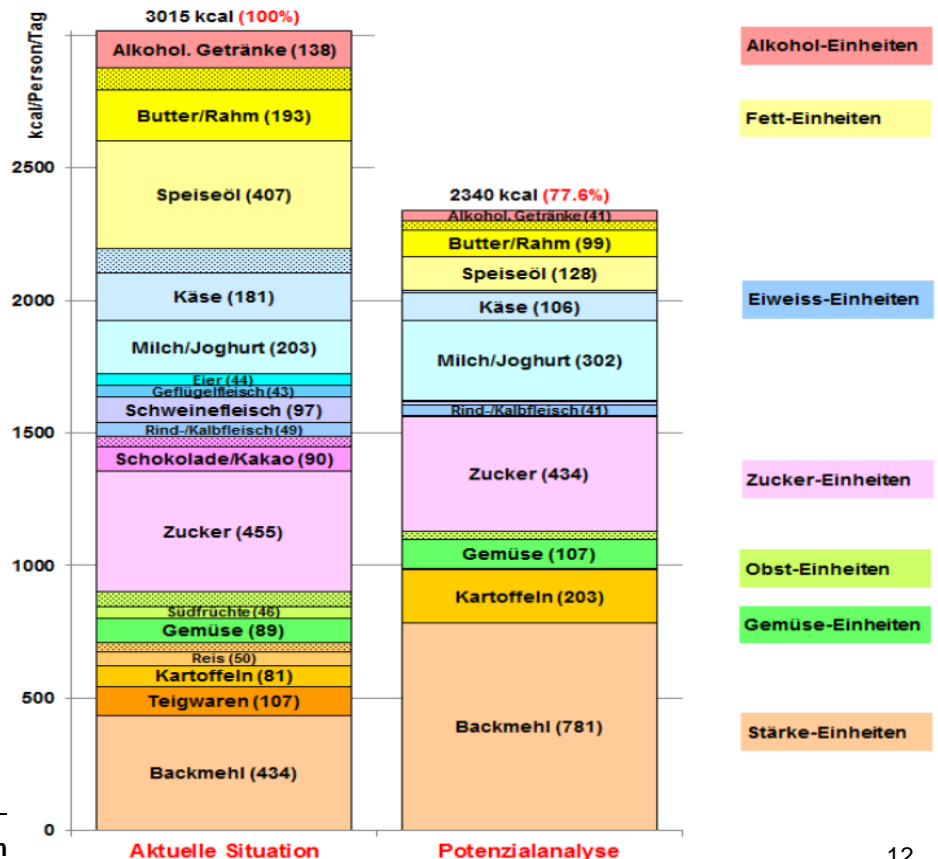 kcal/Person/Tag
3015 kcal (100%)
Alkohol. Getränke (138)
Butter/Rahm (193)
Speiseöl (407)
Käse (181)
Milch/Joghurt (203)
Eier (44)
Geflügelfleisch (43)
Schweinefleisch (97)
Rind-/Kalbfleisch (49)
Schokolade/Kakao (90)
Zucker (455)
Südfrüchte (46)
Gemüse (89)
Reis (50)
Kartoffeln (81)
Teigwaren (107)
Backmehl (434)
2340 kcal (77.6%)
Alkohol. Getränke (41)
Butter/Rahm (99)
Speiseöl (128)
Käse (106)
Milch/Joghurt (302)
Rind-/Kalbfleisch (41)
Zucker (434)
Gemüse (107)
Kartoffeln (203)
Backmehl (781)
2500
2000
1500
1000
500
0
Aktuelle Situation
Potenzialanalyse
Alkohol-Einheiten
Fett-Einheiten
Eiweiss-Einheiten
Zucker-Einheiten
Obst-Einheiten
Gemüse-Einheiten
Stärke-Einheiten
12